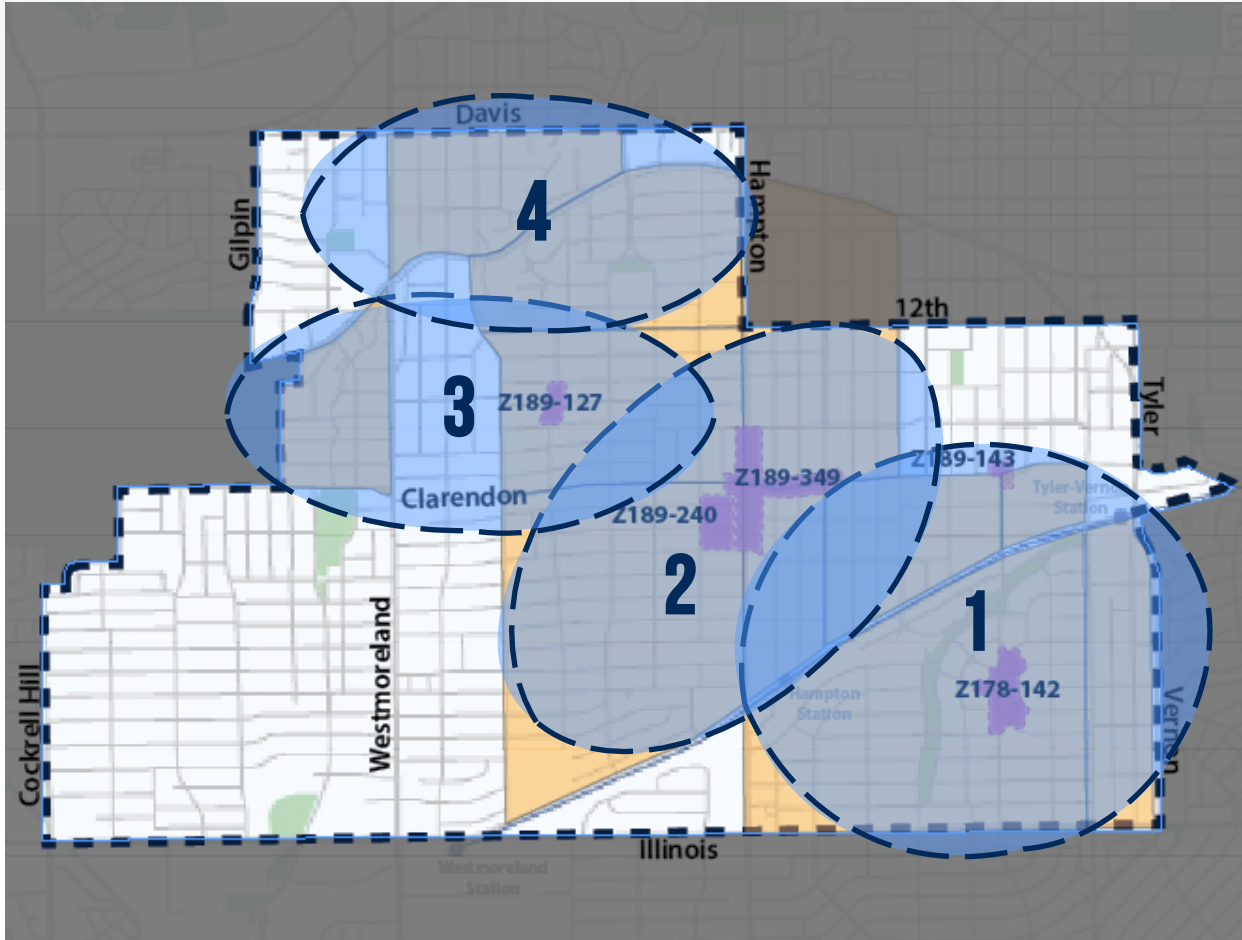 Davis
Hampton
Gilpin
4
12th
Tyler
3
Z189-127
Z189-143
Z189-349
Tyler-Vernon
Station
Clarendon
Z189-240
2
1
Westmoreland
Cockrell Hill
Z178-142
Hampton
Station
Vernon
Illinois
Westmoreland
Station